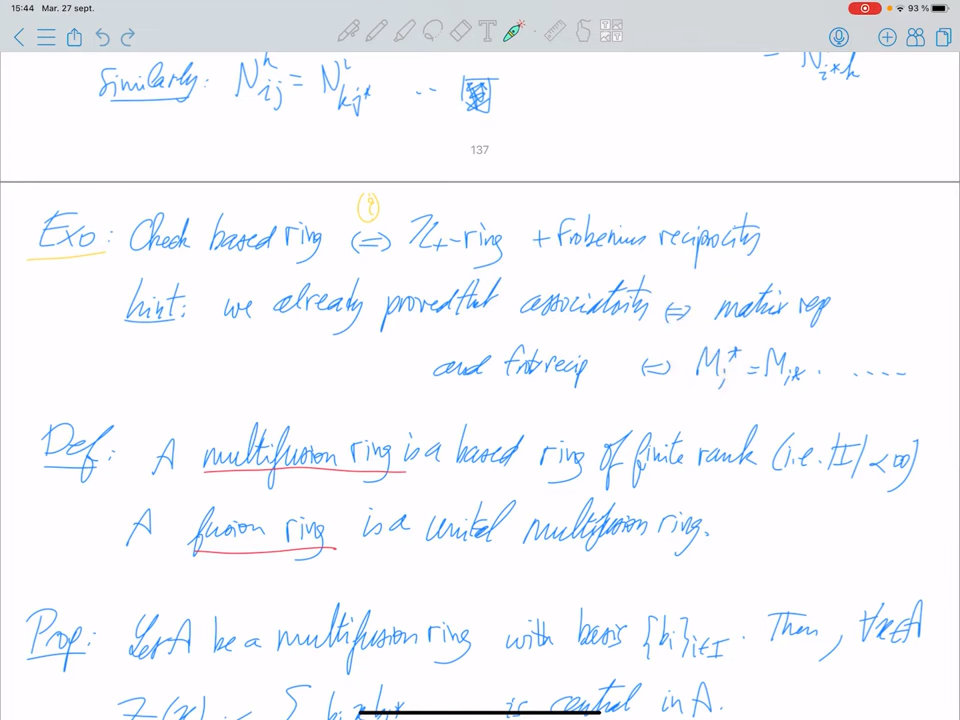 15:44 Mar. 27 sept. 93 %
= N^{i}_{i*k}
Similarly: N^{k}_{ij} = N^{i}_{kj*} ..
137
Exo: Check based ring (?) ⇔ Z+-ring + Frobenius reciprocity
hint: we already proved that associativity ⇔ matrix rep
and frob recip ⇔ M_i^* = M_{i*}. ....
Def: A multifusion ring is a based ring of finite rank (i.e. |I| < ∞)
A fusion ring is a unital multifusion ring.
Prop: Let A be a multifusion ring with basis {b_i}_{i∈I}. Then, ∀x∈A
Z(x) := Σ b_i x b_{i*} is central in A.